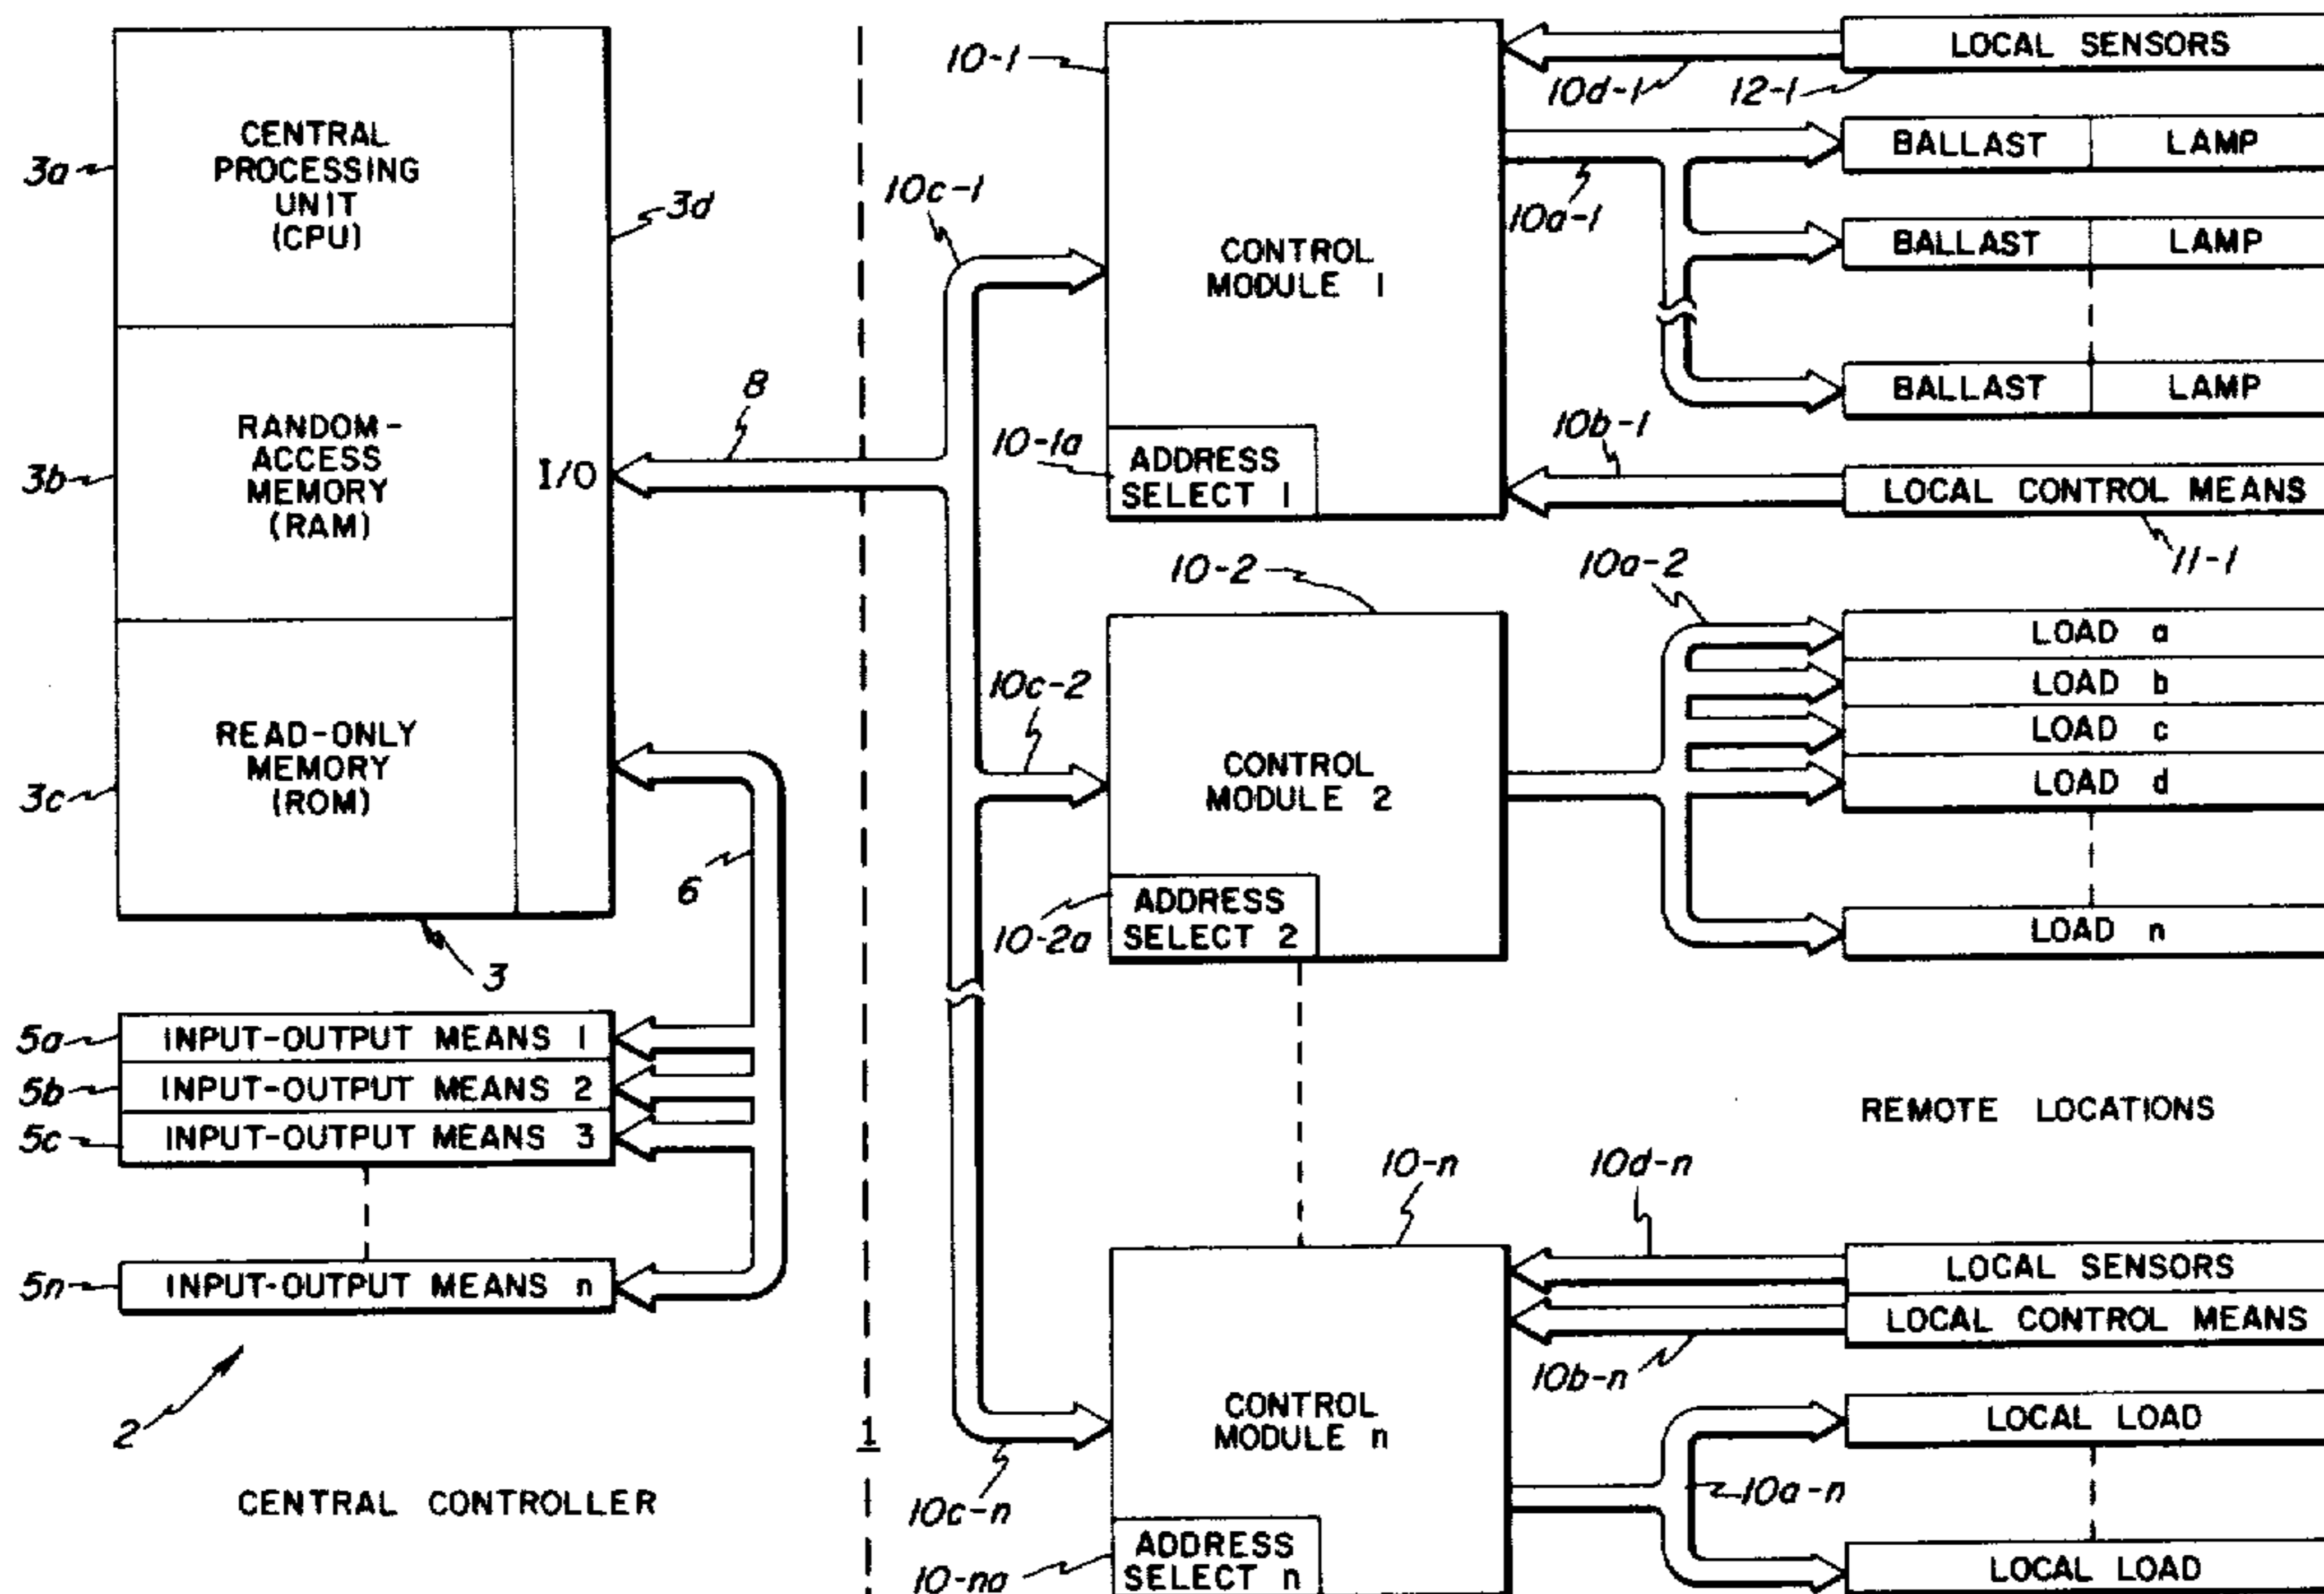 3a
CENTRAL
PROCESSING
UNIT
(CPU)
3d
3b
RANDOM-
ACCESS
MEMORY
(RAM)
I/O
8
3c
READ-ONLY
MEMORY
(ROM)
6
3
5a
INPUT-OUTPUT MEANS 1
5b
INPUT-OUTPUT MEANS 2
5c
INPUT-OUTPUT MEANS 3
5n
INPUT-OUTPUT MEANS n
2
CENTRAL CONTROLLER
1
10-1
10c-1
CONTROL
MODULE 1
10-1a
ADDRESS
SELECT 1
10d-1
12-1
LOCAL SENSORS
10a-1
BALLAST LAMP
BALLAST LAMP
BALLAST LAMP
10b-1
LOCAL CONTROL MEANS
11-1
10-2
10c-2
CONTROL
MODULE 2
10-2a
ADDRESS
SELECT 2
10a-2
LOAD a
LOAD b
LOAD c
LOAD d
LOAD n
REMOTE LOCATIONS
10-n
10d-n
LOCAL SENSORS
LOCAL CONTROL MEANS
10b-n
CONTROL
MODULE n
10c-n
10-na
ADDRESS
SELECT n
LOCAL LOAD
10a-n
LOCAL LOAD